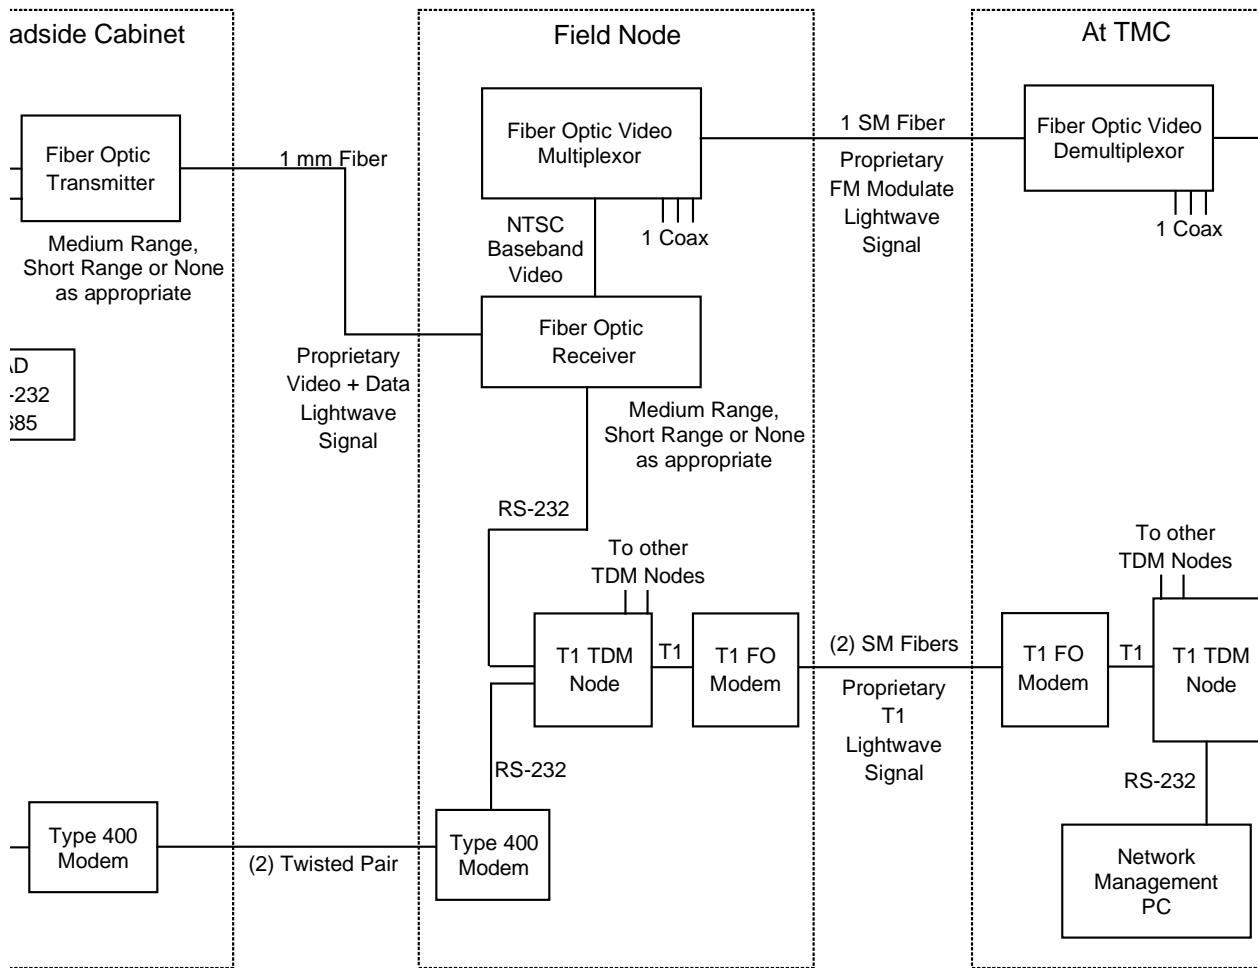 adside Cabinet
Fiber Optic
Transmitter
Medium Range,
Short Range or None
as appropriate
-232
Type 400
Modem
1 mm Fiber
Proprietary
Video + Data
Lightwave
Signal
(2) Twisted Pair
Field Node
Fiber Optic Video
Multiplexor
NTSC
Baseband
Video
1 Coax
Fiber Optic
Receiver
Medium Range,
Short Range or None
as appropriate
RS-232
To other
TDM Nodes
T1 TDM
Node
T1
T1 FO
Modem
RS-232
Type 400
Modem
1 SM Fiber
Proprietary
FM Modulate
Lightwave
Signal
(2) SM Fibers
Proprietary
T1
Lightwave
Signal
At TMC
Fiber Optic Video
Demultiplexor
1 Coax
To other
TDM Nodes
T1 FO
Modem
T1
T1 TDM
Node
RS-232
Network
Management
PC